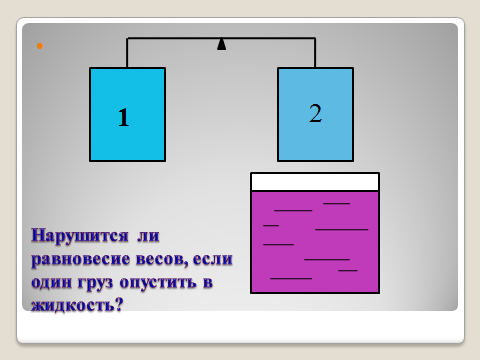 1
2
Нарушится ли
равновесие весов, если
один груз опустить в
жидкость?